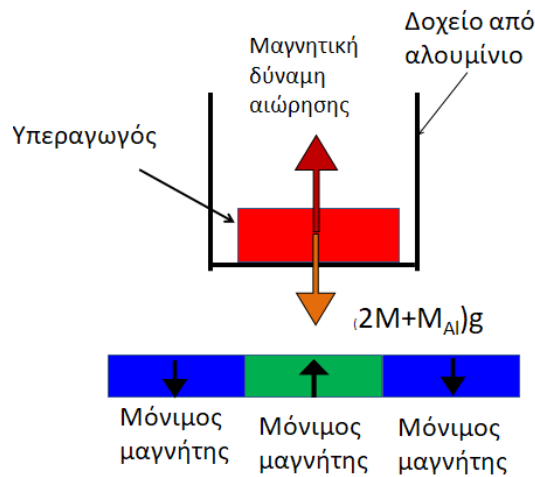 Μαγνητική
δύναμη
αιώρησης
Δοχείο από
αλουμίνιο
Υπεραγωγός
(2M+MAl)g
Μόνιμος
μαγνήτης
Μόνιμος
μαγνήτης
Μόνιμος
μαγνήτης